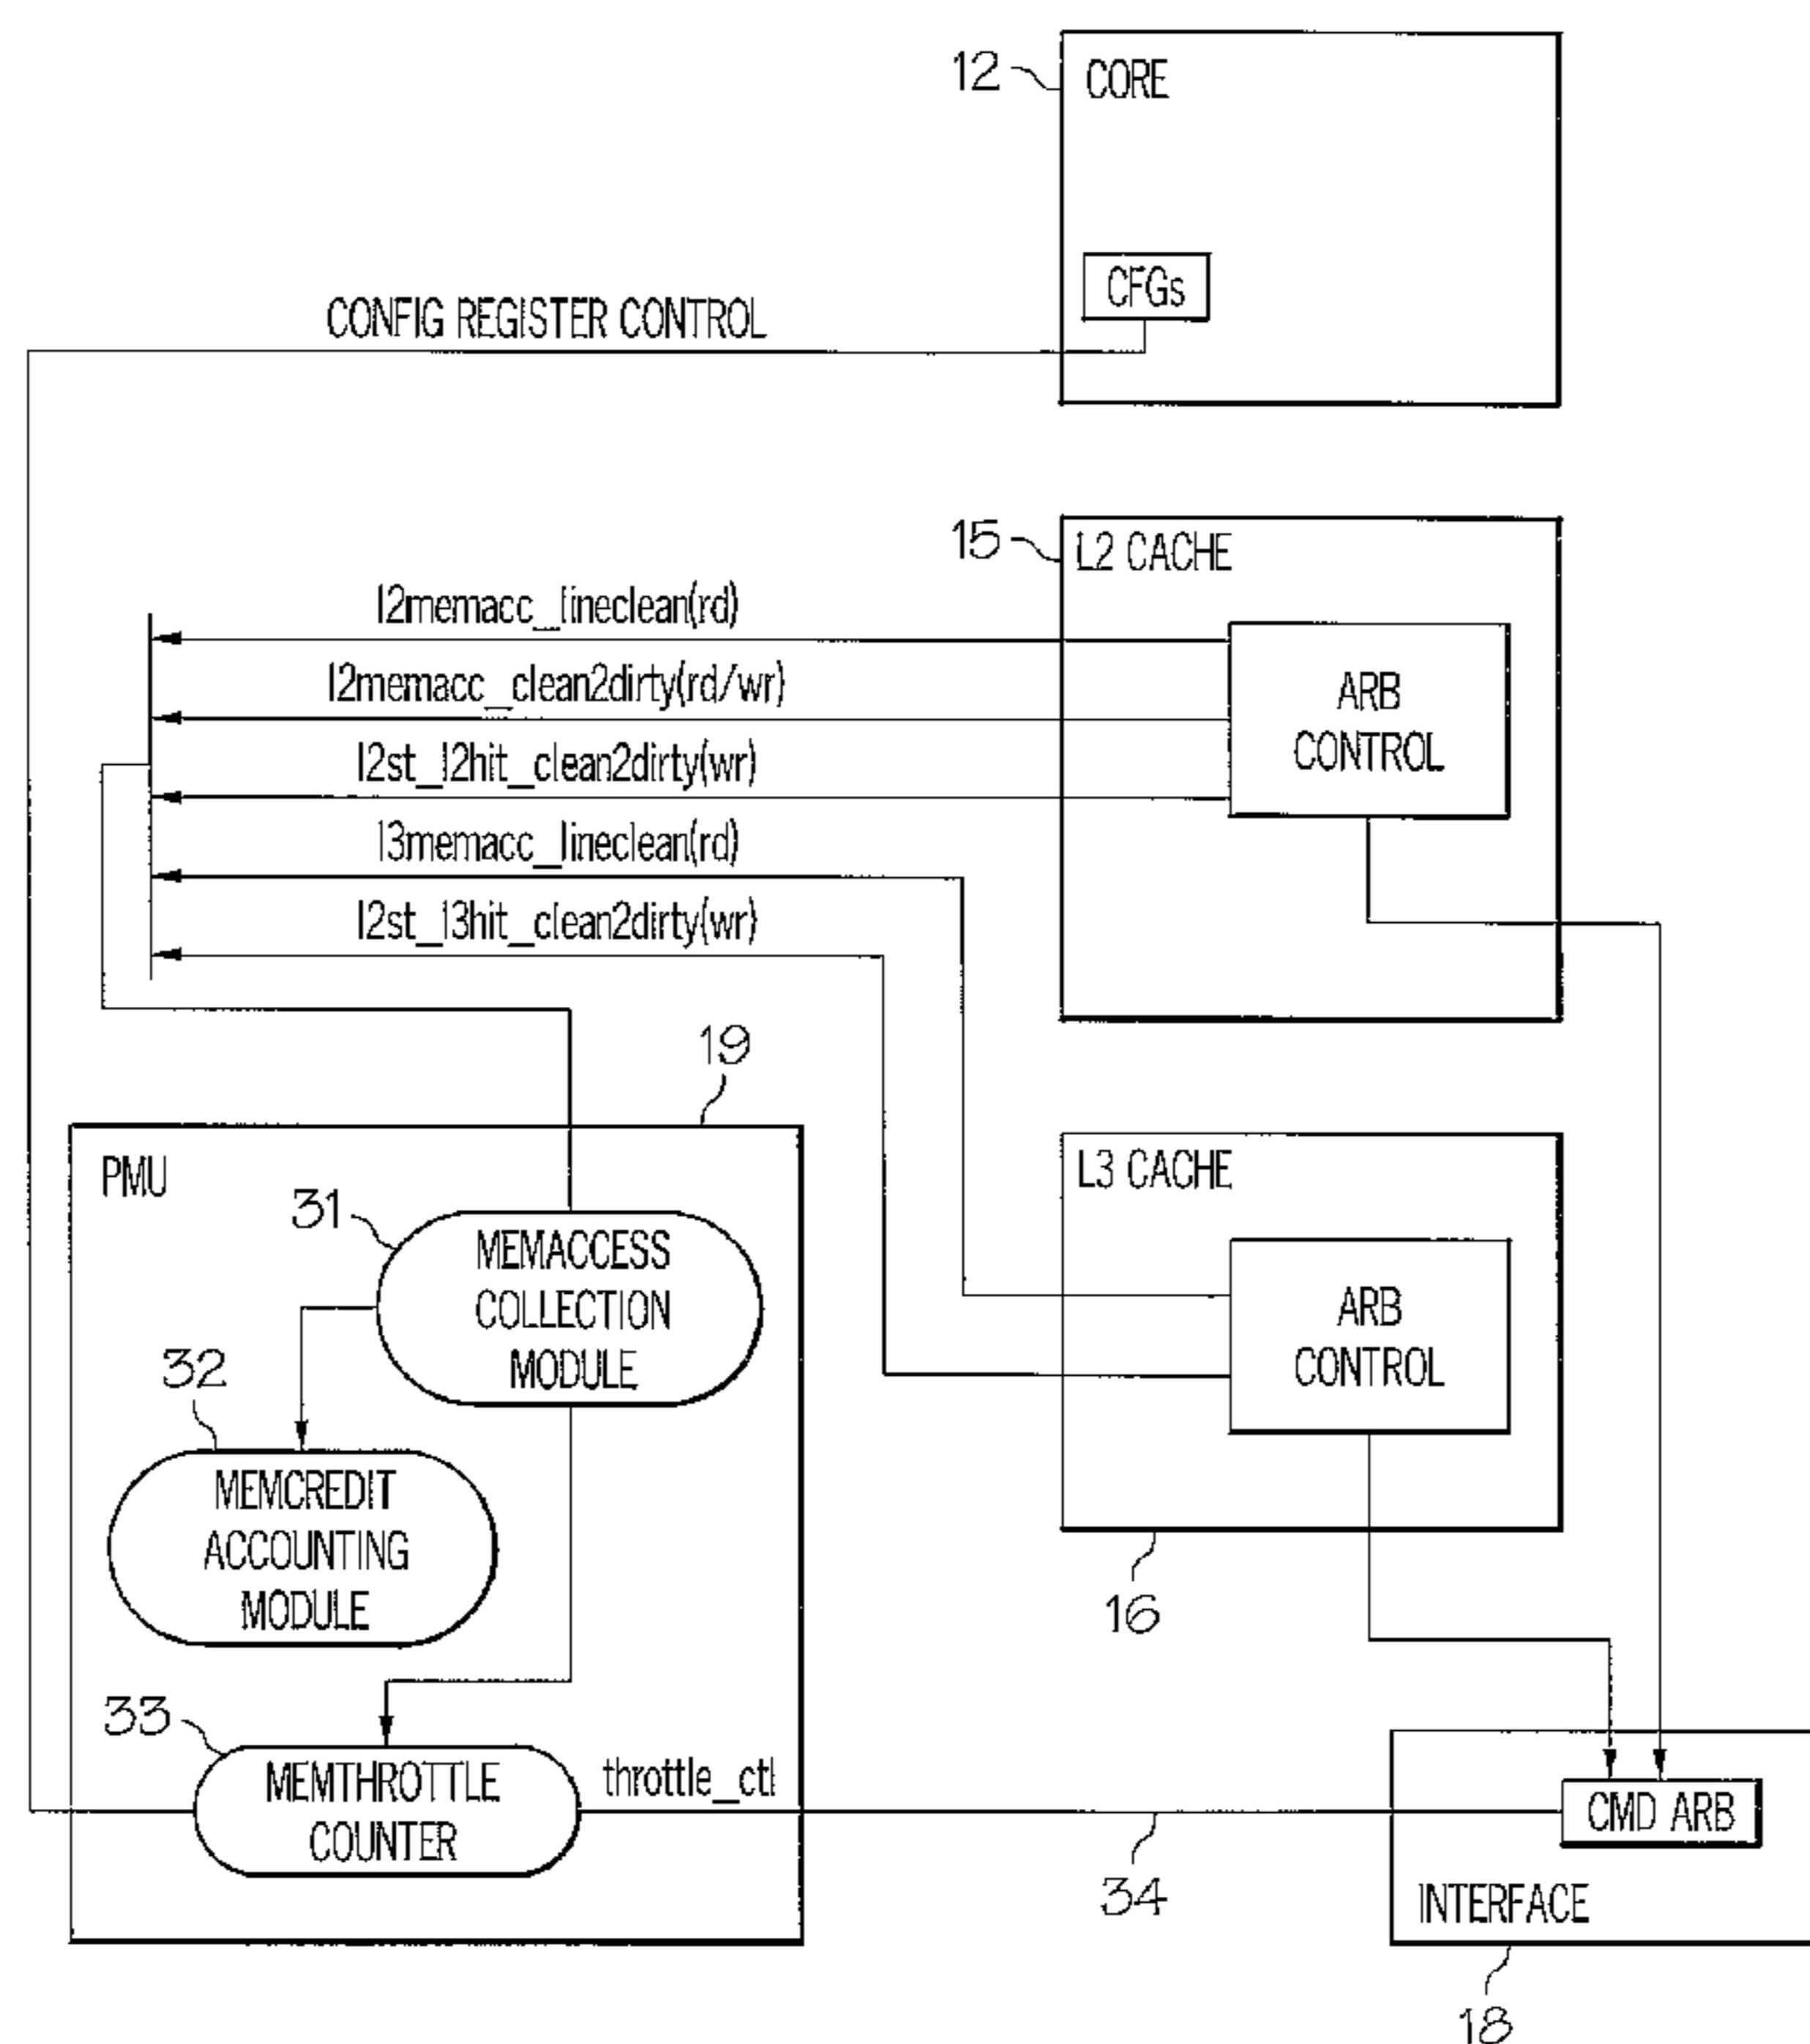 12
CORE
CFGs
CONFIG REGISTER CONTROL
15
L2 CACHE
l2memacc_lineclean(rd)
l2memacc_clean2dirty(rd/wr)
l2st_l2hit_clean2dirty(wr)
l3memacc_lineclean(rd)
l2st_l3hit_clean2dirty(wr)
ARB
CONTROL
19
PMU
31
MEMACCESS
COLLECTION
MODULE
L3 CACHE
ARB
CONTROL
16
32
MEMCREDIT
ACCOUNTING
MODULE
33
MEMTHROTTLE
COUNTER
throttle_ctl
34
CMD ARB
INTERFACE
18